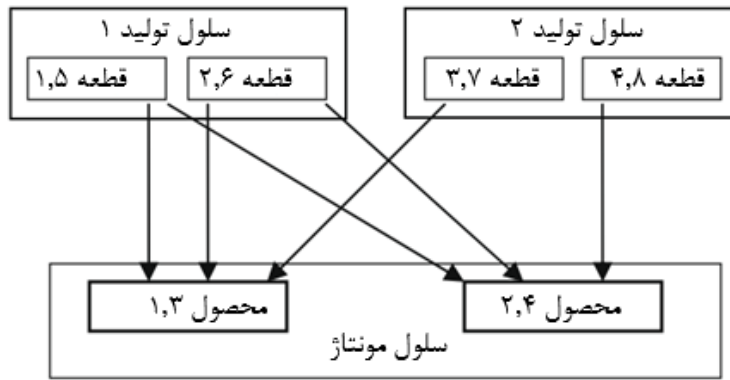 سلول تولید ۱
قطعه ۱,۵
قطعه ۲,۶
سلول تولید ۲
قطعه ۳,۷
قطعه ۴,۸
محصول ۱,۳
محصول ۲,۴
سلول مونتاژ